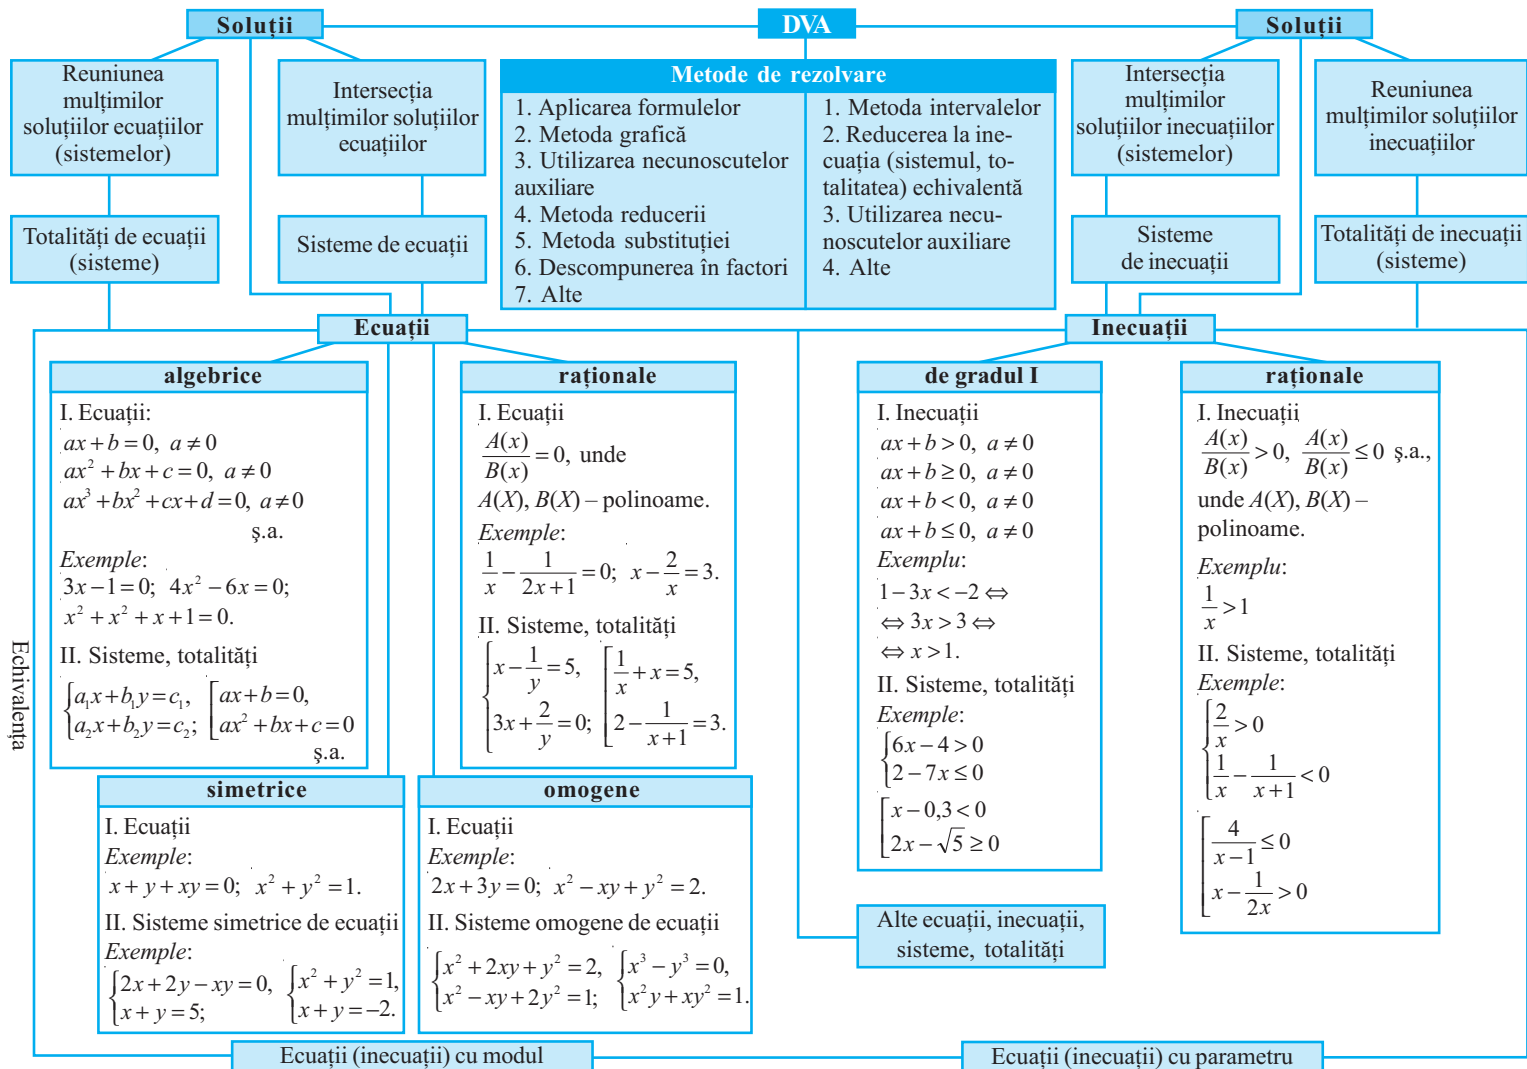 Soluții
DVA
Soluții
Reuniunea
mulțimilor
soluțiilor ecuațiilor
(sistemelor)
Intersecția
mulțimilor soluțiilor
ecuațiilor
Metode de rezolvare
1. Aplicarea formulelor
2. Metoda grafică
3. Utilizarea necunoscutelor
auxiliare
4. Metoda reducerii
5. Metoda substituției
6. Descompunerea în factori
7. Alte
1. Metoda intervalelor
2. Reducerea la ine-
cuația (sistemul, to-
talitatea) echivalentă
3. Utilizarea necu-
noscutelor auxiliare
4. Alte
Intersecția
mulțimilor
soluțiilor inecuațiilor
(sistemelor)
Reuniunea
mulțimilor soluțiilor
inecuațiilor
Totalități de ecuații
(sisteme)
Sisteme de ecuații
Sisteme
de inecuații
Totalități de inecuații
(sisteme)
Ecuații
Inecuații
algebrice
I. Ecuații:
ax + b = 0, a ≠ 0
ax² + bx + c = 0, a ≠ 0
ax³ + bx² + cx + d = 0, a ≠ 0
ș.a.
Exemple:
3x − 1 = 0; 4x² − 6x = 0;
x² + x² + x + 1 = 0.
II. Sisteme, totalități
{a₁x + b₁y = c₁, [ax + b = 0,
{a₂x + b₂y = c₂; [ax² + bx + c = 0
ș.a.
raționale
I. Ecuații
A(x)/B(x) = 0, unde
A(X), B(X) – polinoame.
Exemple:
1/x − 1/(2x+1) = 0; x − 2/x = 3.
II. Sisteme, totalități
{x − 1/y = 5, [1/x + x = 5,
{3x + 2/y = 0; [2 − 1/(x+1) = 3.
de gradul I
I. Inecuații
ax + b > 0, a ≠ 0
ax + b ≥ 0, a ≠ 0
ax + b < 0, a ≠ 0
ax + b ≤ 0, a ≠ 0
Exemplu:
1 − 3x < −2 ⇔
⇔ 3x > 3 ⇔
⇔ x > 1.
II. Sisteme, totalități
Exemple:
{6x − 4 > 0
{2 − 7x ≤ 0
[x − 0,3 < 0
[2x − √5 ≥ 0
raționale
I. Inecuații
A(x)/B(x) > 0, A(x)/B(x) ≤ 0 ș.a.,
unde A(X), B(X) –
polinoame.
Exemplu:
1/x > 1
II. Sisteme, totalități
Exemple:
{2/x > 0
{1/x − 1/(x+1) < 0
[4/(x−1) ≤ 0
[x − 1/(2x) > 0
Echivalența
simetrice
I. Ecuații
Exemple:
x + y + xy = 0; x² + y² = 1.
II. Sisteme simetrice de ecuații
Exemple:
{2x + 2y − xy = 0, {x² + y² = 1,
{x + y = 5; {x + y = −2.
omogene
I. Ecuații
Exemple:
2x + 3y = 0; x² − xy + y² = 2.
II. Sisteme omogene de ecuații
{x² + 2xy + y² = 2, {x³ − y³ = 0,
{x² − xy + 2y² = 1; {x²y + xy² = 1.
Alte ecuații, inecuații,
sisteme, totalități
Ecuații (inecuații) cu modul
Ecuații (inecuații) cu parametru